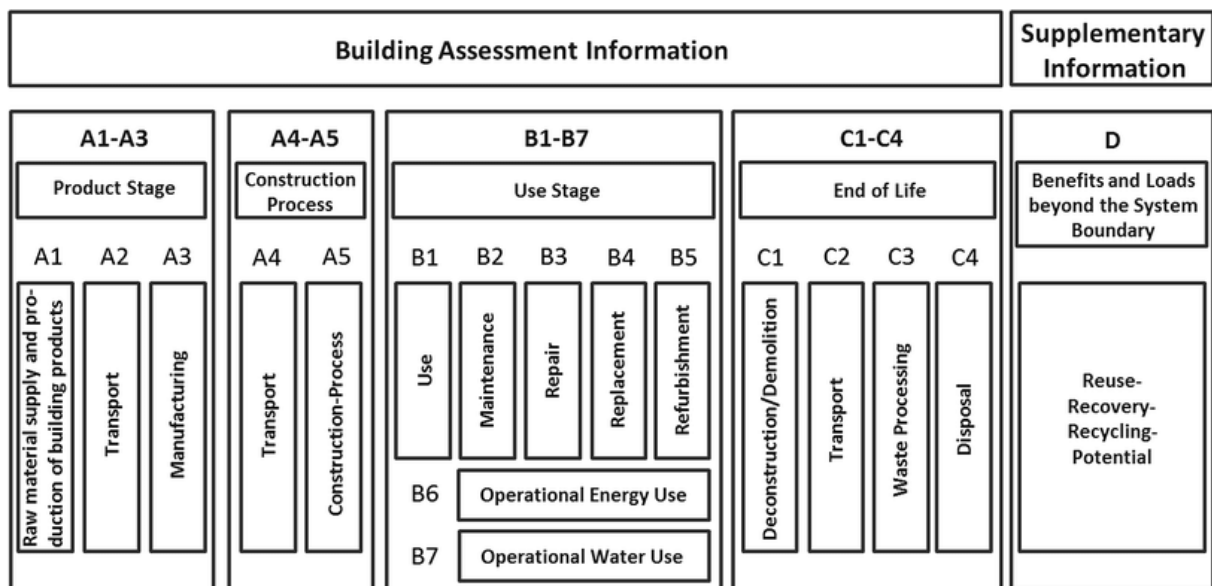 Building Assessment Information
Supplementary
Information
A1-A3
Product Stage
A1
A2
A3
Raw material supply and pro-
duction of building products
Transport
Manufacturing
A4-A5
Construction
Process
A4
A5
Transport
Construction-Process
B1-B7
Use Stage
B1
B2
B3
B4
B5
Use
Maintenance
Repair
Replacement
Refurbishment
B6
Operational Energy Use
B7
Operational Water Use
C1-C4
End of Life
C1
C2
C3
C4
Deconstruction/Demolition
Transport
Waste Processing
Disposal
D
Benefits and Loads
beyond the System
Boundary
Reuse-
Recovery-
Recycling-
Potential